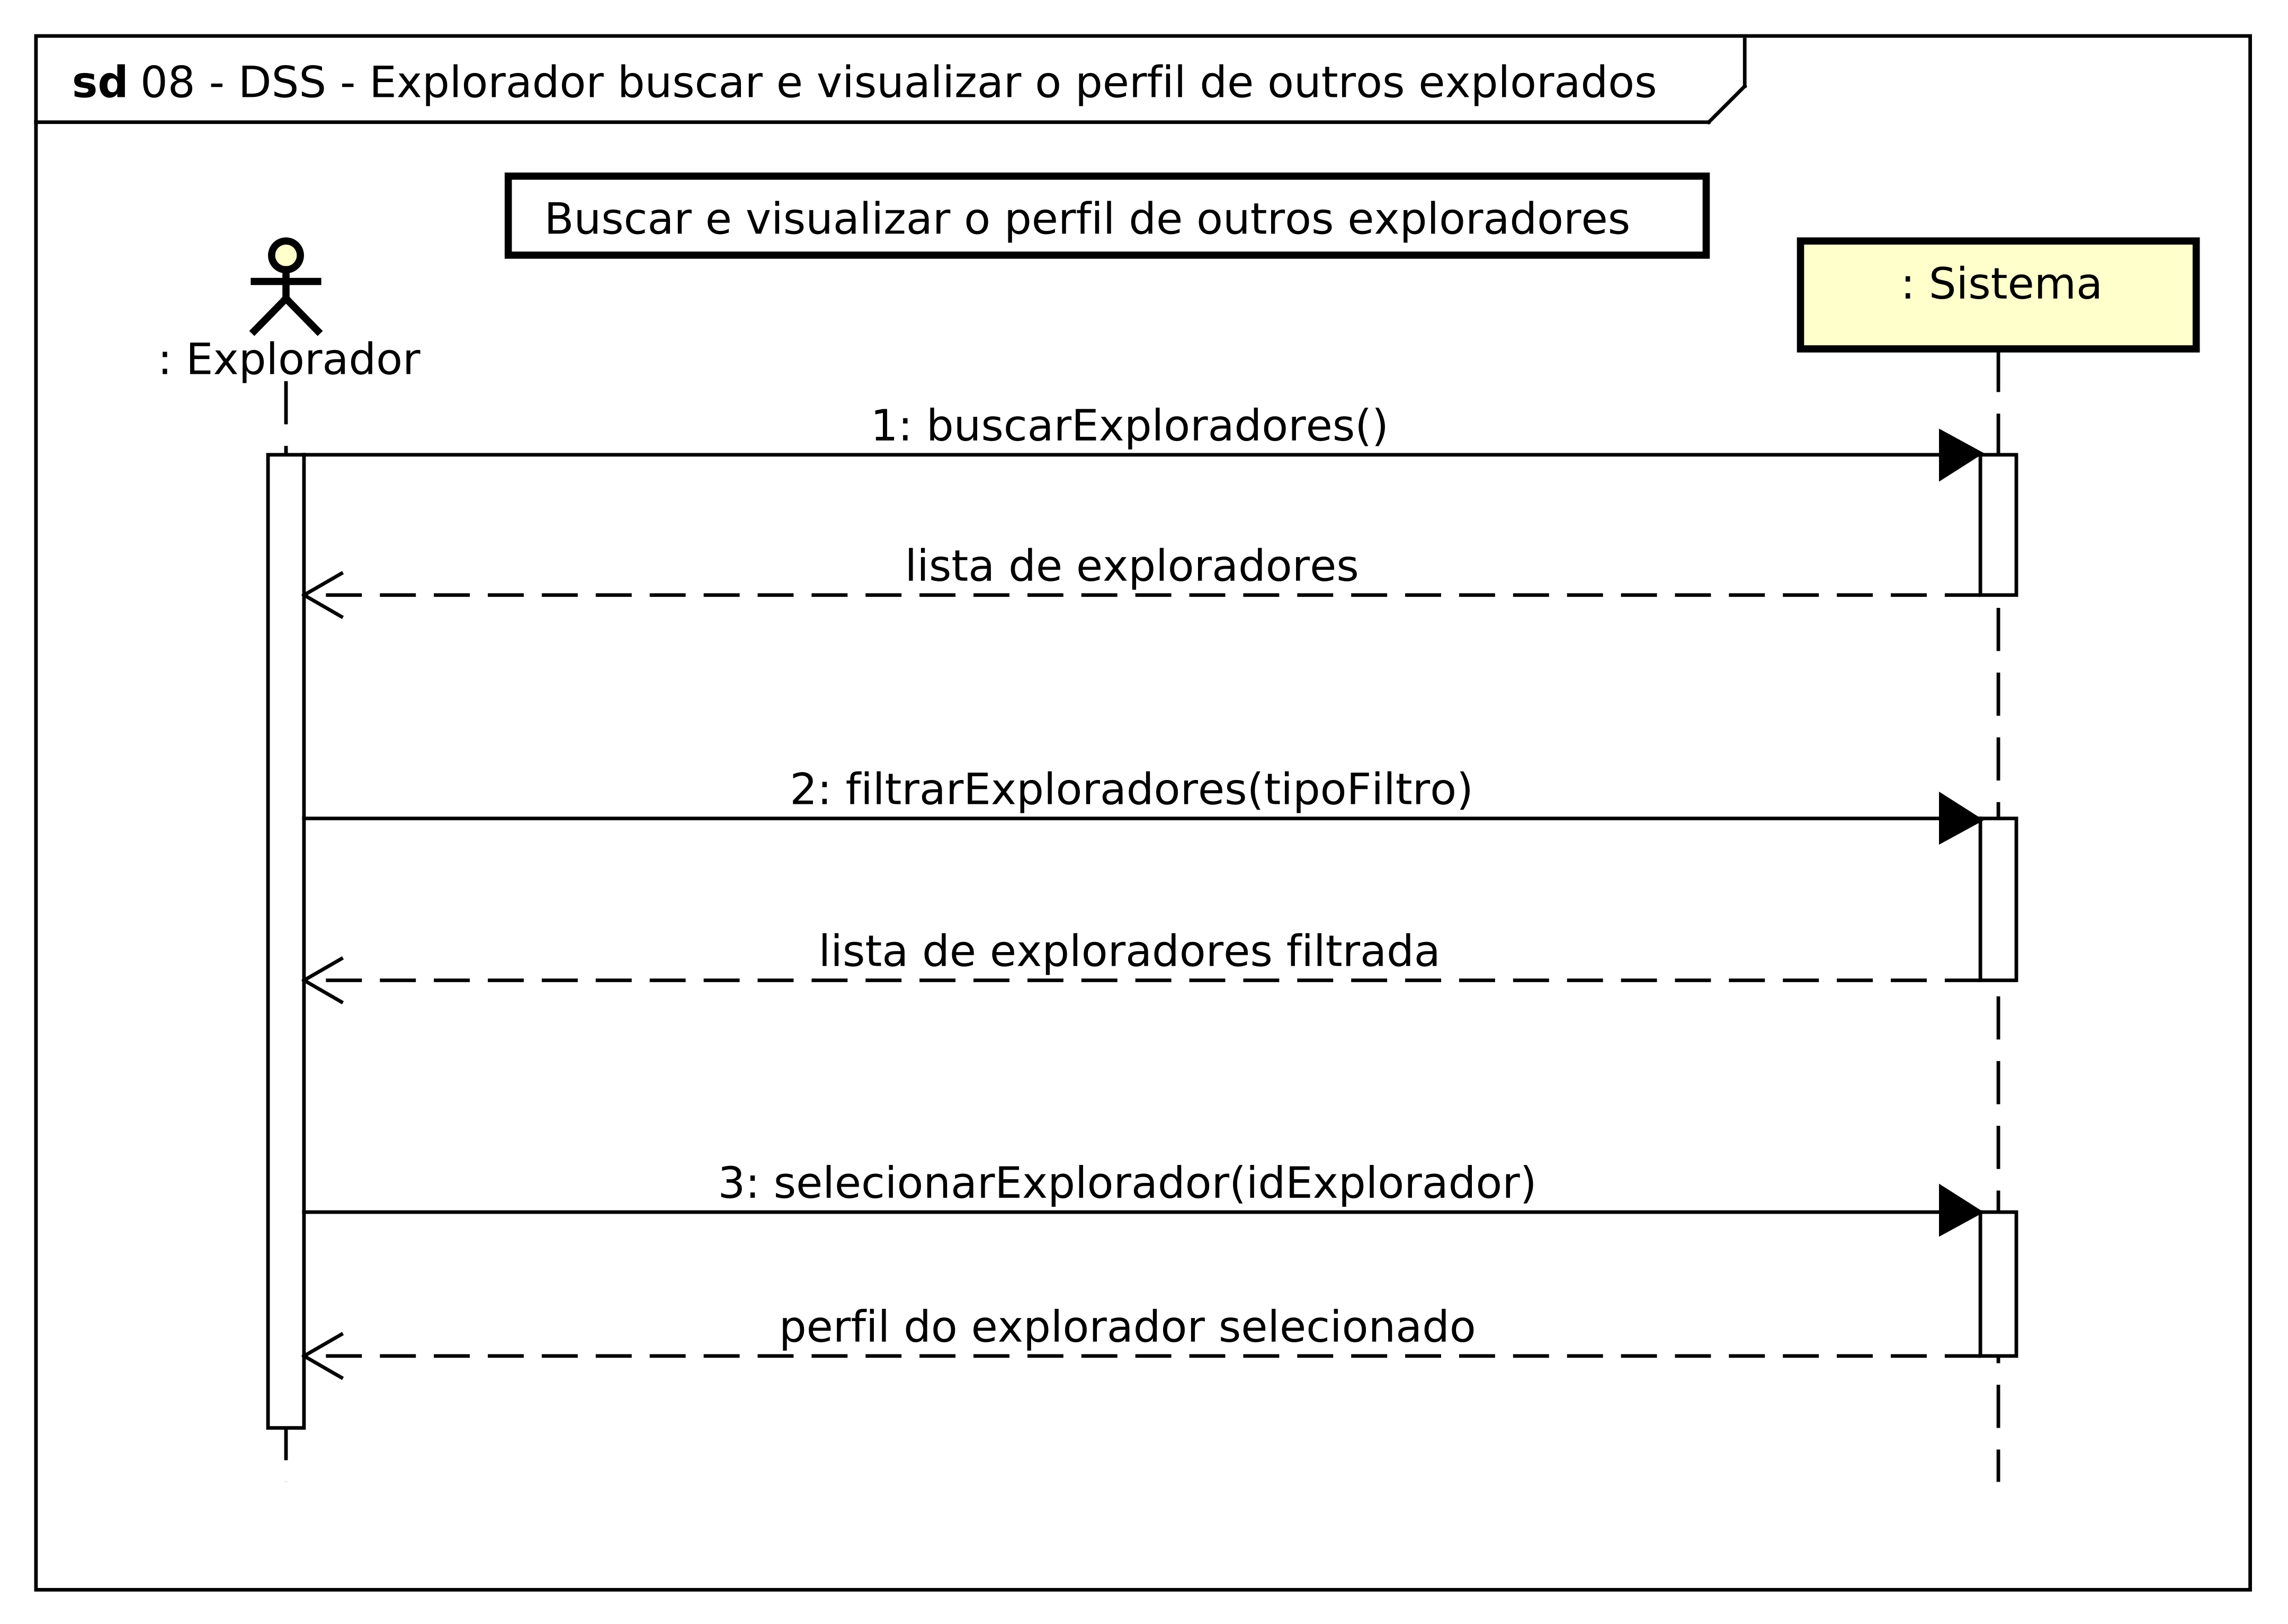 sd 08 - DSS - Explorador buscar e visualizar o perfil de outros explorados
Buscar e visualizar o perfil de outros exploradores
: Explorador
: Sistema
1: buscarExploradores()
lista de exploradores
2: filtrarExploradores(tipoFiltro)
lista de exploradores filtrada
3: selecionarExplorador(idExplorador)
perfil do explorador selecionado